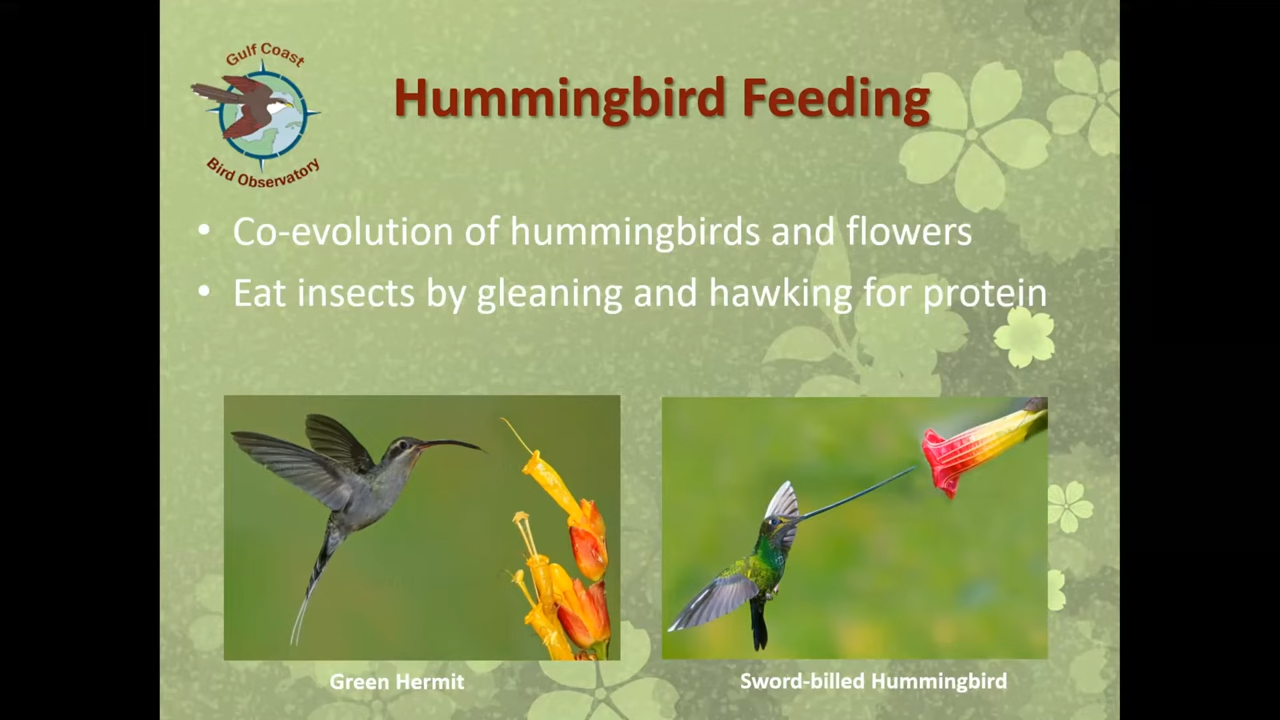 Gulf Coast
Bird Observatory
Hummingbird Feeding
• Co-evolution of hummingbirds and flowers
• Eat insects by gleaning and hawking for protein
Green Hermit
Sword-billed Hummingbird